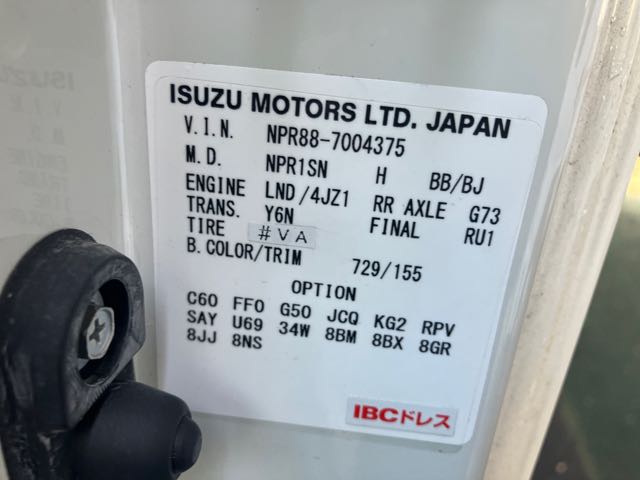 ISUZU MOTORS LTD. JAPAN
V.I.N. NPR88-7004375
M.D. NPR1SN H BB/BJ
ENGINE LND/4JZ1 RR AXLE G73
TRANS. Y6N FINAL RU1
TIRE #VA
B.COLOR/TRIM 729/155
OPTION
C60 FF0 G50 JCQ KG2 RPV
SAY U69 34W 8BM 8BX 8GR
8JJ 8NS
IBCドレス